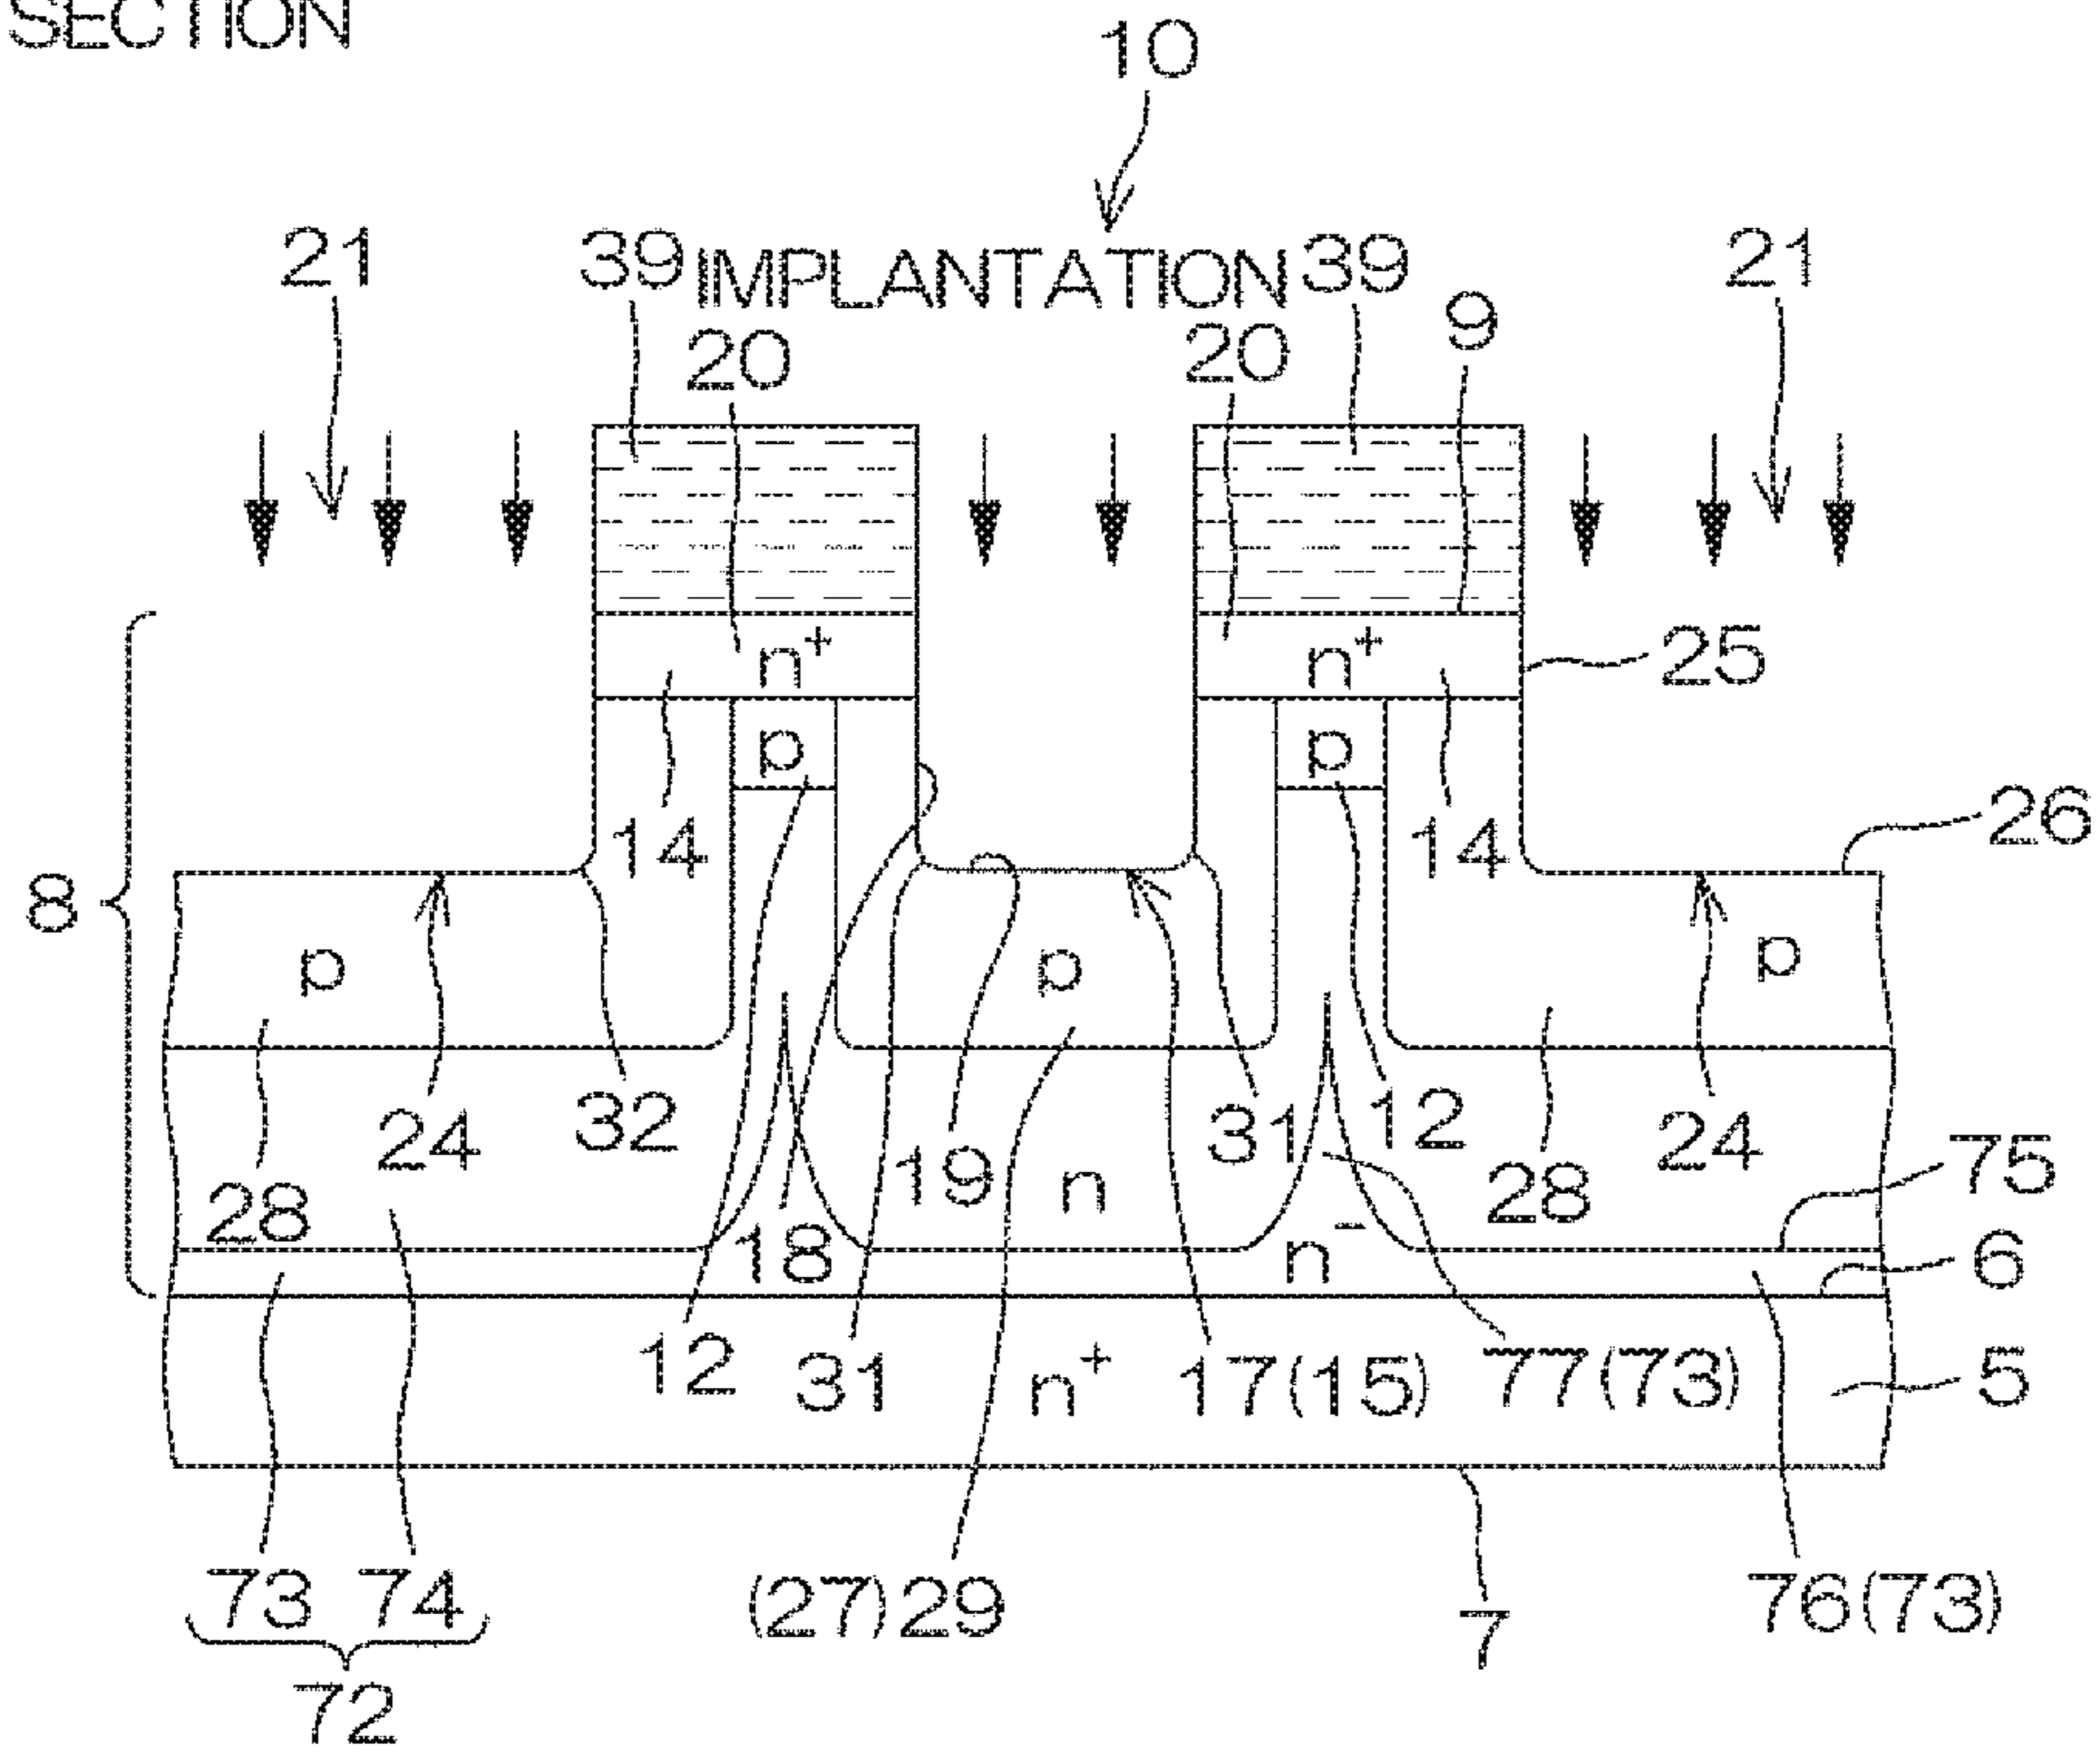 SECTION
10
21 39 IMPLANTATION 39 21
20 20 9
n+ n+ 25
p p
14 14 26
8
p p p
24 32 19 31 12 24
28 18 n n- 28 75
6
12 31 n+ 17(15) 77(73) 5
73 74 (27)29 7 76(73)
72